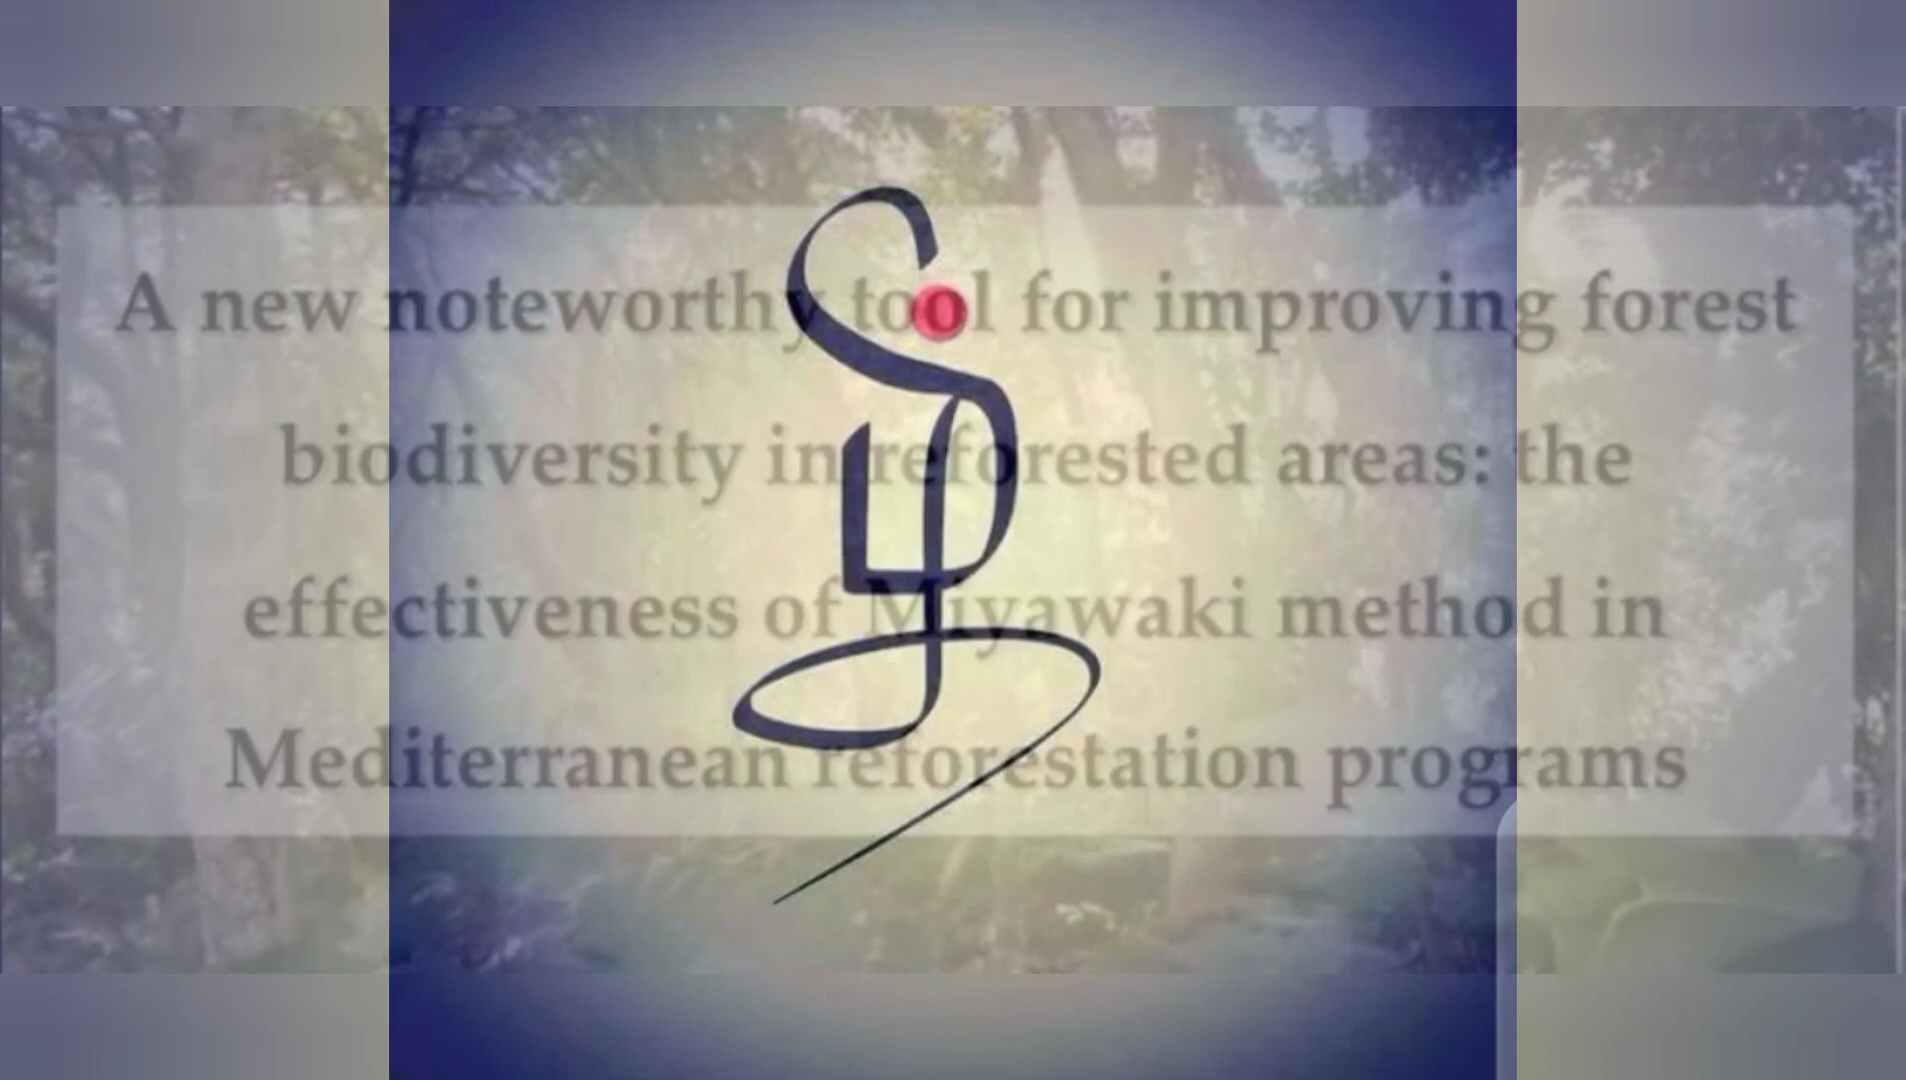 A new noteworthy tool for improving forest
biodiversity in reforested areas: the
effectiveness of Miyawaki method in
Mediterranean reforestation programs